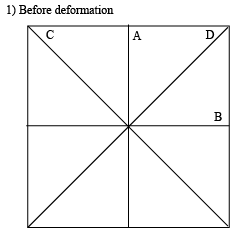 1) Before deformation
C A D
B